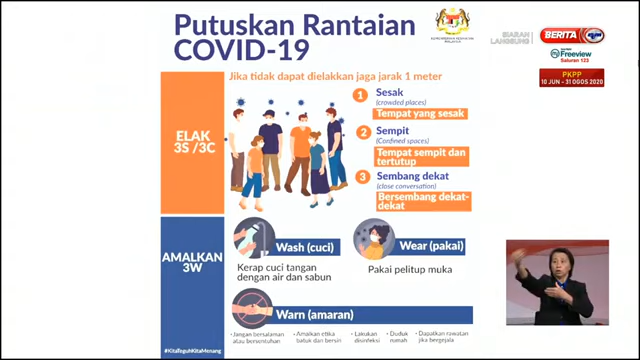 Putuskan Rantaian
COVID-19
KEMENTERIAN KESIHATAN
MALAYSIA
SIARAN
LANGSUNG
BERITA
Freeview
Saluran 123
PKPP
10 JUN - 31 OGOS 2020
Jika tidak dapat dielakkan jaga jarak 1 meter
ELAK
3S /3C
1 Sesak
(crowded places)
Tempat yang sesak
2 Sempit
(Confined spaces)
Tempat sempit dan
tertutup
3 Sembang dekat
(close conversation)
Bersembang dekat-
dekat
AMALKAN
3W
Wash (cuci)
Kerap cuci tangan
dengan air dan sabun
Wear (pakai)
Pakai pelitup muka
Warn (amaran)
• Jangan bersalaman
atau bersentuhan
• Amalkan etika
batuk dan bersin
• Lakukan
disinfeksi
• Duduk
rumah
• Dapatkan rawatan
jika bergejala
#KitaTeguhKitaMenang